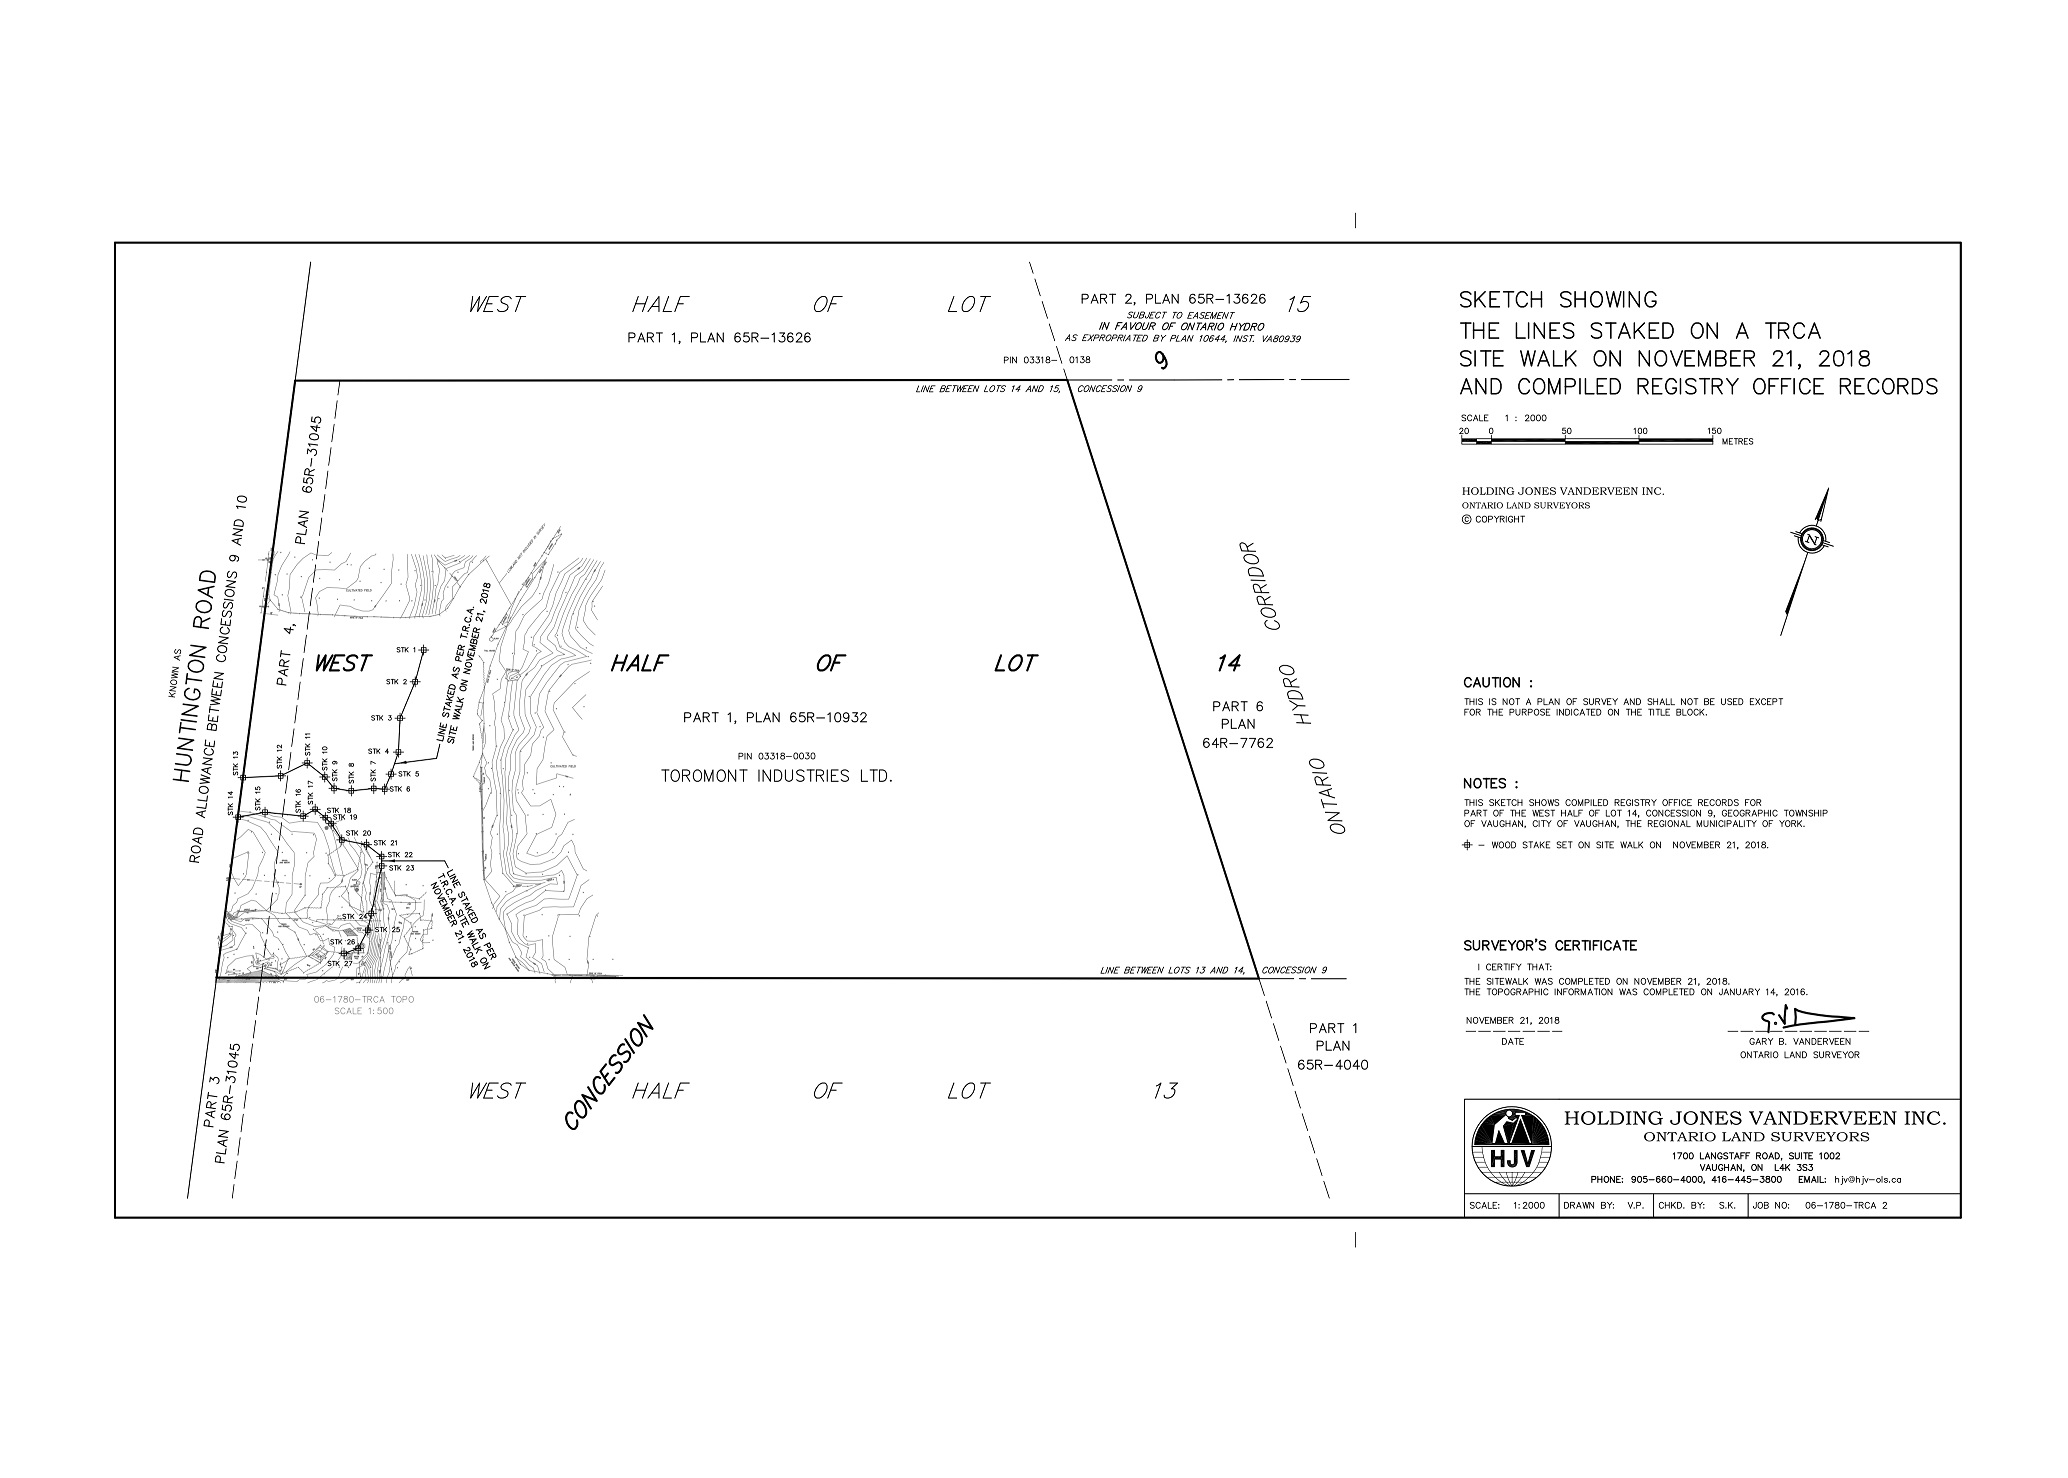 WEST HALF OF LOT 15
PART 1, PLAN 65R-13626
PART 2, PLAN 65R-13626
SUBJECT TO EASEMENT
IN FAVOUR OF ONTARIO HYDRO
AS EXPROPRIATED BY PLAN 10644, INST. VA80939
PIN 03318- 0138
9
LINE BETWEEN LOTS 14 AND 15, CONCESSION 9
PART 4, PLAN 65R-31045
KNOWN AS
HUNTINGTON ROAD
ROAD ALLOWANCE BETWEEN CONCESSIONS 9 AND 10
CULTIVATED FIELD
STK 1
STK 2
STK 3
STK 4
STK 5
STK 6
STK 7
STK 8
STK 9
STK 10
STK 11
STK 12
STK 13
LINE STAKED AS PER T.R.C.A.
SITE WALK ON NOVEMBER 21, 2018
STK 14
STK 15
STK 16
STK 17
STK 18
STK 19
STK 20
STK 21
STK 22
STK 23
STK 24
STK 25
STK 26
STK 27
LINE STAKED AS PER
T.R.C.A. SITE WALK ON
NOVEMBER 21, 2018
WEST HALF OF LOT 14
PART 1, PLAN 65R-10932
PIN 03318-0030
TOROMONT INDUSTRIES LTD.
CULTIVATED FIELD
PART 6
PLAN
64R-7762
ONTARIO HYDRO CORRIDOR
LINE BETWEEN LOTS 13 AND 14, CONCESSION 9
06-1780-TRCA TOPO
SCALE 1:500
CONCESSION
PART 3
PLAN 65R-31045
WEST HALF OF LOT 13
PART 1
PLAN
65R-4040
SKETCH SHOWING
THE LINES STAKED ON A TRCA
SITE WALK ON NOVEMBER 21, 2018
AND COMPILED REGISTRY OFFICE RECORDS
SCALE 1 : 2000
20 0 50 100 150
METRES
HOLDING JONES VANDERVEEN INC.
ONTARIO LAND SURVEYORS
© COPYRIGHT
N
CAUTION :
THIS IS NOT A PLAN OF SURVEY AND SHALL NOT BE USED EXCEPT
FOR THE PURPOSE INDICATED ON THE TITLE BLOCK.
NOTES :
THIS SKETCH SHOWS COMPILED REGISTRY OFFICE RECORDS FOR
PART OF THE WEST HALF OF LOT 14, CONCESSION 9, GEOGRAPHIC TOWNSHIP
OF VAUGHAN, CITY OF VAUGHAN, THE REGIONAL MUNICIPALITY OF YORK.
- WOOD STAKE SET ON SITE WALK ON NOVEMBER 21, 2018.
SURVEYOR'S CERTIFICATE
I CERTIFY THAT:
THE SITEWALK WAS COMPLETED ON NOVEMBER 21, 2018.
THE TOPOGRAPHIC INFORMATION WAS COMPLETED ON JANUARY 14, 2016.
NOVEMBER 21, 2018
DATE
GARY B. VANDERVEEN
ONTARIO LAND SURVEYOR
HJV
HOLDING JONES VANDERVEEN INC.
ONTARIO LAND SURVEYORS
1700 LANGSTAFF ROAD, SUITE 1002
VAUGHAN, ON L4K 3S3
PHONE: 905-660-4000, 416-445-3800 EMAIL: hjv@hjv-ols.ca
SCALE: 1:2000 DRAWN BY: V.P. CHKD. BY: S.K. JOB NO: 06-1780-TRCA 2